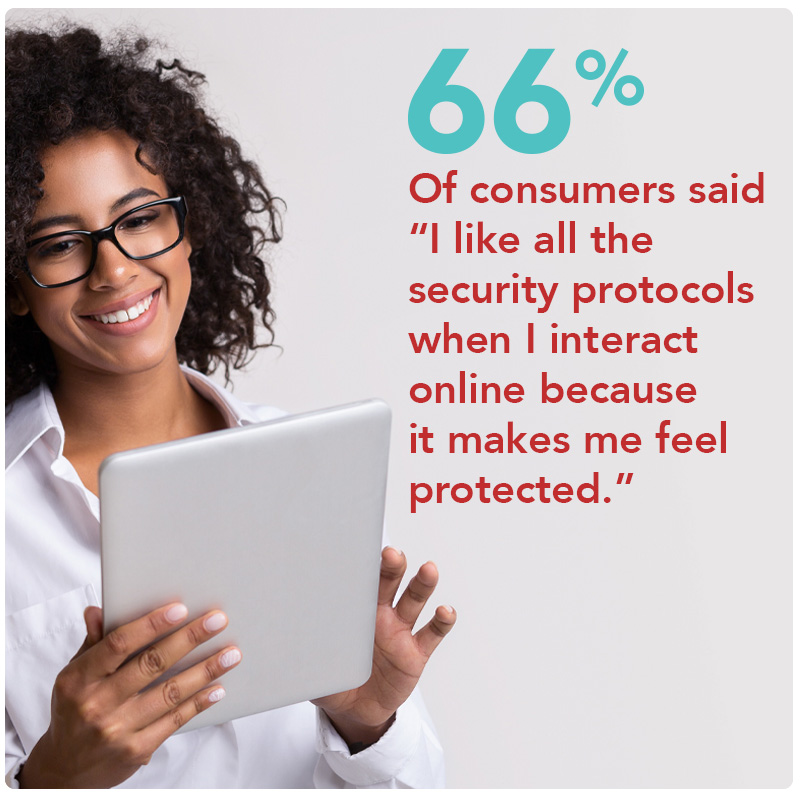 66%
Of consumers said
“I like all the
security protocols
when I interact
online because
it makes me feel
protected.”